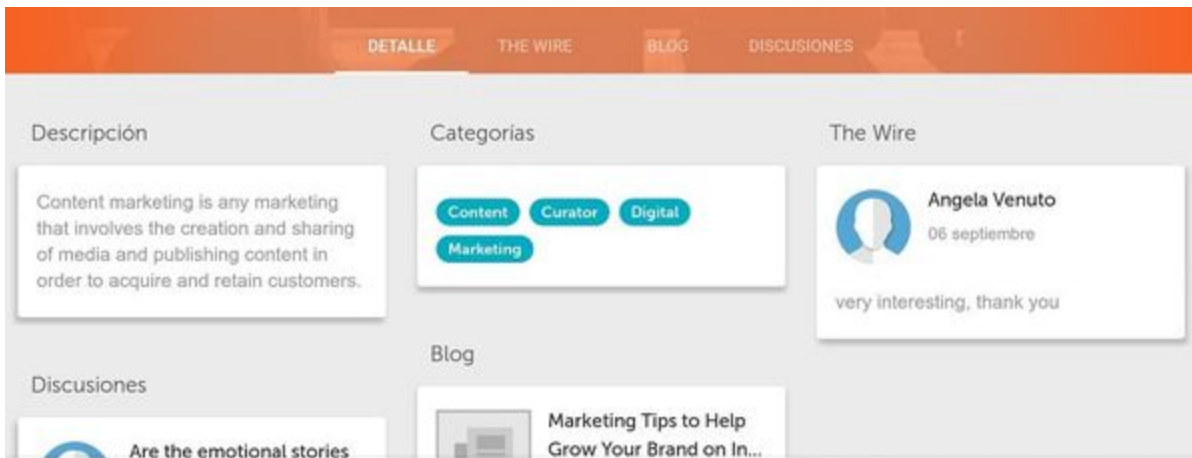 DETALLE THE WIRE BLOG DISCUSIONES
Descripción
Content marketing is any marketing
that involves the creation and sharing
of media and publishing content in
order to acquire and retain customers.
Discusiones
Are the emotional stories
Categorías
Content Curator Digital
Marketing
Blog
Marketing Tips to Help
Grow Your Brand on In...
The Wire
Angela Venuto
06 septiembre
very interesting, thank you